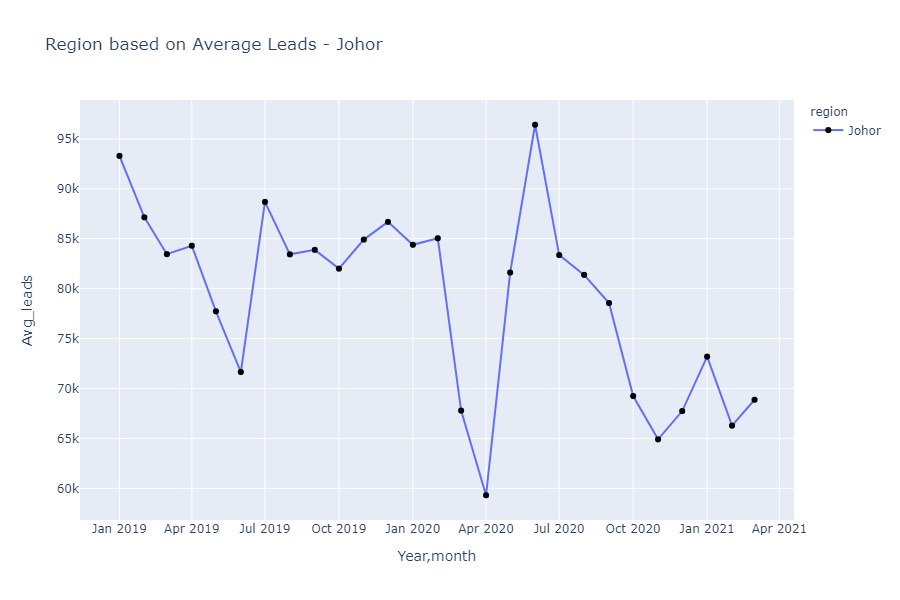 Region based on Average Leads - Johor
region
Johor
95k
90k
85k
80k
75k
70k
65k
60k
Avg_leads
Jan 2019 Apr 2019 Jul 2019 Oct 2019 Jan 2020 Apr 2020 Jul 2020 Oct 2020 Jan 2021 Apr 2021
Year,month